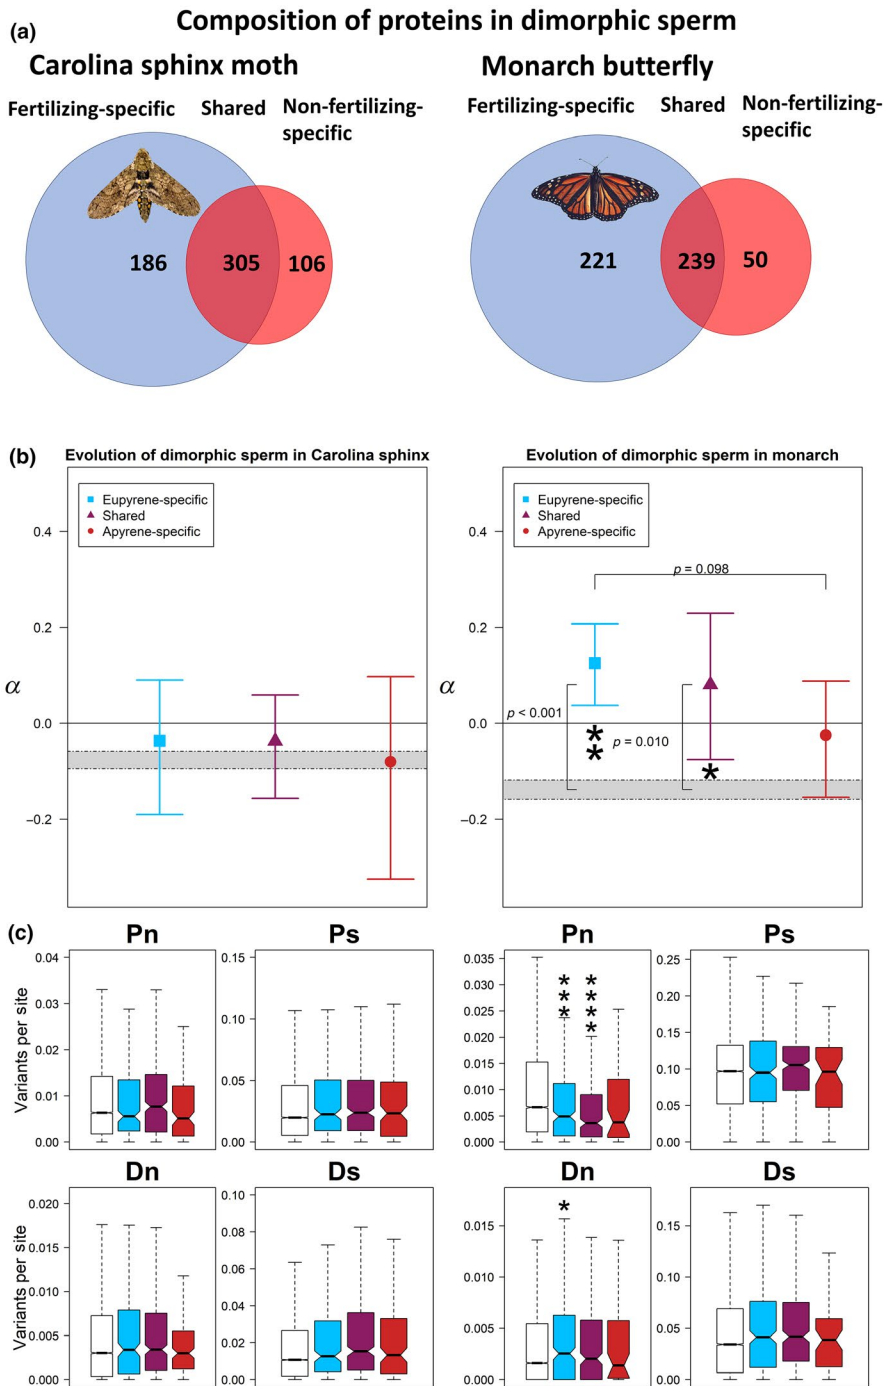 (a)
Composition of proteins in dimorphic sperm
Carolina sphinx moth
Monarch butterfly
Fertilizing-specific Shared Non-fertilizing-
specific
Fertilizing-specific Shared Non-fertilizing-
specific
186 305 106
221 239 50
(b)
Evolution of dimorphic sperm in Carolina sphinx
Evolution of dimorphic sperm in monarch
Eupyrene-specific
Shared
Apyrene-specific
0.4
0.2
0.0
−0.2
α
Eupyrene-specific
Shared
Apyrene-specific
0.4
0.2
0.0
−0.2
α
p = 0.098
p < 0.001
p = 0.010
**
*
(c)
Pn
Variants per site
0.04
0.03
0.02
0.01
0.00
Ps
0.15
0.10
0.05
0.00
Pn
0.035
0.030
0.025
0.020
0.015
0.010
0.005
0.000
***
****
Ps
0.25
0.20
0.15
0.10
0.05
0.00
Dn
Variants per site
0.020
0.015
0.010
0.005
0.000
Ds
0.10
0.08
0.06
0.04
0.02
0.00
Dn
0.015
0.010
0.005
0.000
*
Ds
0.15
0.10
0.05
0.00